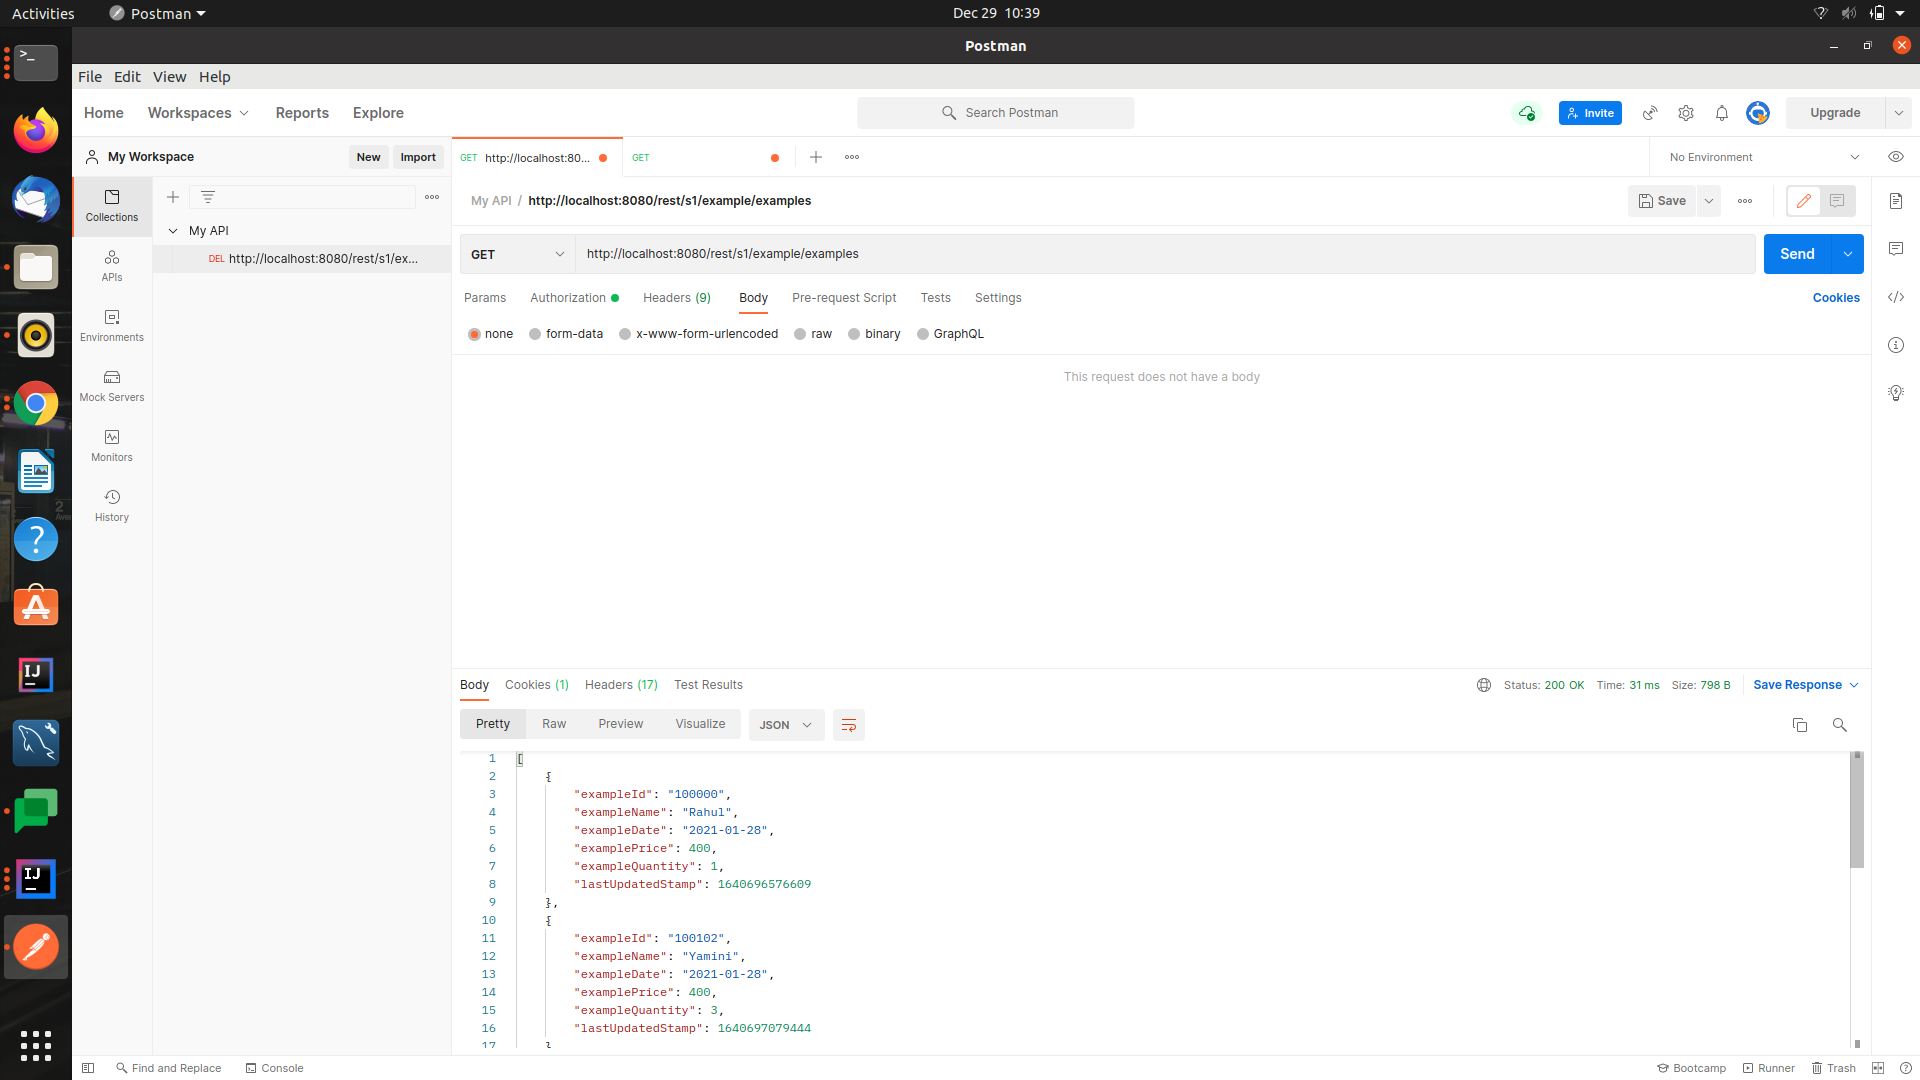 Activities
Postman
Dec 29 10:39
Postman
File Edit View Help
Home Workspaces Reports Explore
Search Postman
Invite
Upgrade
My Workspace
New Import
GET http://localhost:80...
GET
No Environment
Collections
APIs
Environments
Mock Servers
Monitors
History
My API
DEL http://localhost:8080/rest/s1/ex...
My API / http://localhost:8080/rest/s1/example/examples
Save
GET http://localhost:8080/rest/s1/example/examples
Send
Params Authorization Headers (9) Body Pre-request Script Tests Settings
Cookies
none form-data x-www-form-urlencoded raw binary GraphQL
This request does not have a body
Body Cookies (1) Headers (17) Test Results
Status: 200 OK Time: 31 ms Size: 798 B Save Response
Pretty Raw Preview Visualize JSON
1 [
2 {
3 "exampleId": "100000",
4 "exampleName": "Rahul",
5 "exampleDate": "2021-01-28",
6 "examplePrice": 400,
7 "exampleQuantity": 1,
8 "lastUpdatedStamp": 1640696576609
9 },
10 {
11 "exampleId": "100102",
12 "exampleName": "Yamini",
13 "exampleDate": "2021-01-28",
14 "examplePrice": 400,
15 "exampleQuantity": 3,
16 "lastUpdatedStamp": 1640697079444
17 }
Find and Replace Console
Bootcamp Runner Trash